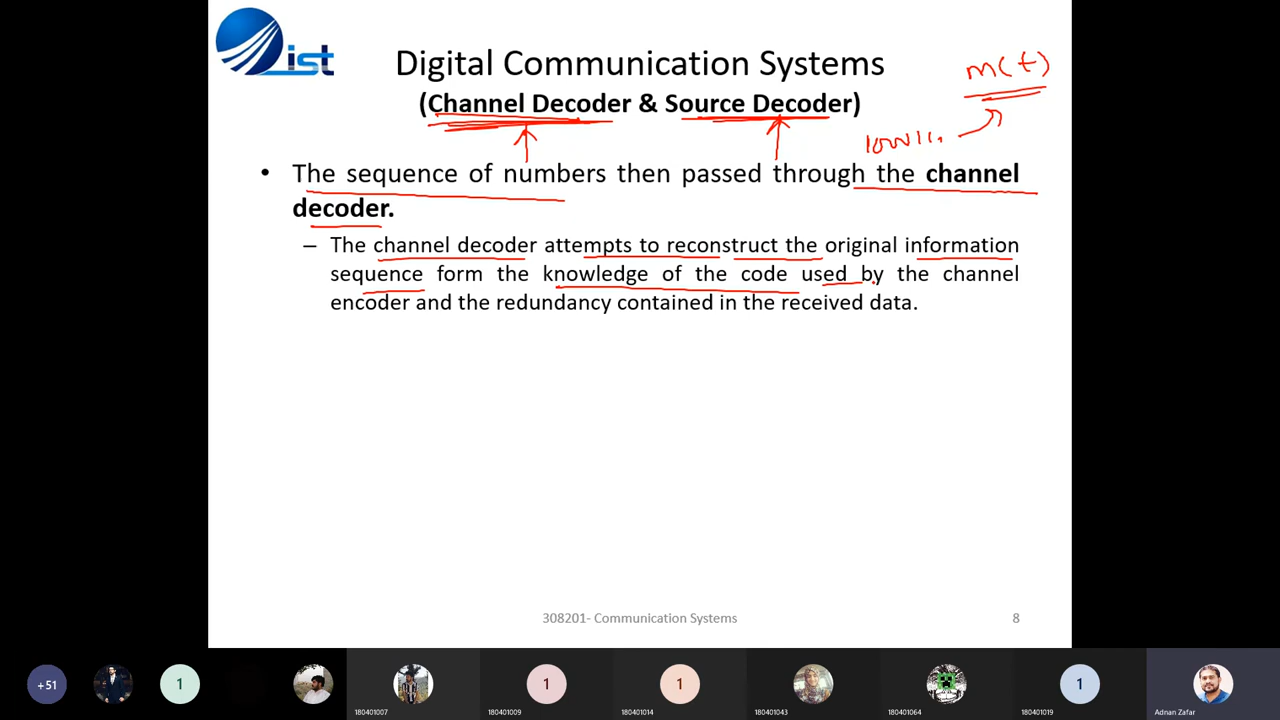 ist
Digital Communication Systems
m(t)
(Channel Decoder & Source Decoder)
• The sequence of numbers then passed through the channel
decoder.
– The channel decoder attempts to reconstruct the original information
sequence form the knowledge of the code used by the channel
encoder and the redundancy contained in the received data.
308201- Communication Systems
8
+51
1
1
1
1
180401007
180401009
180401014
180401043
180401064
180401019
Adnan Zafar